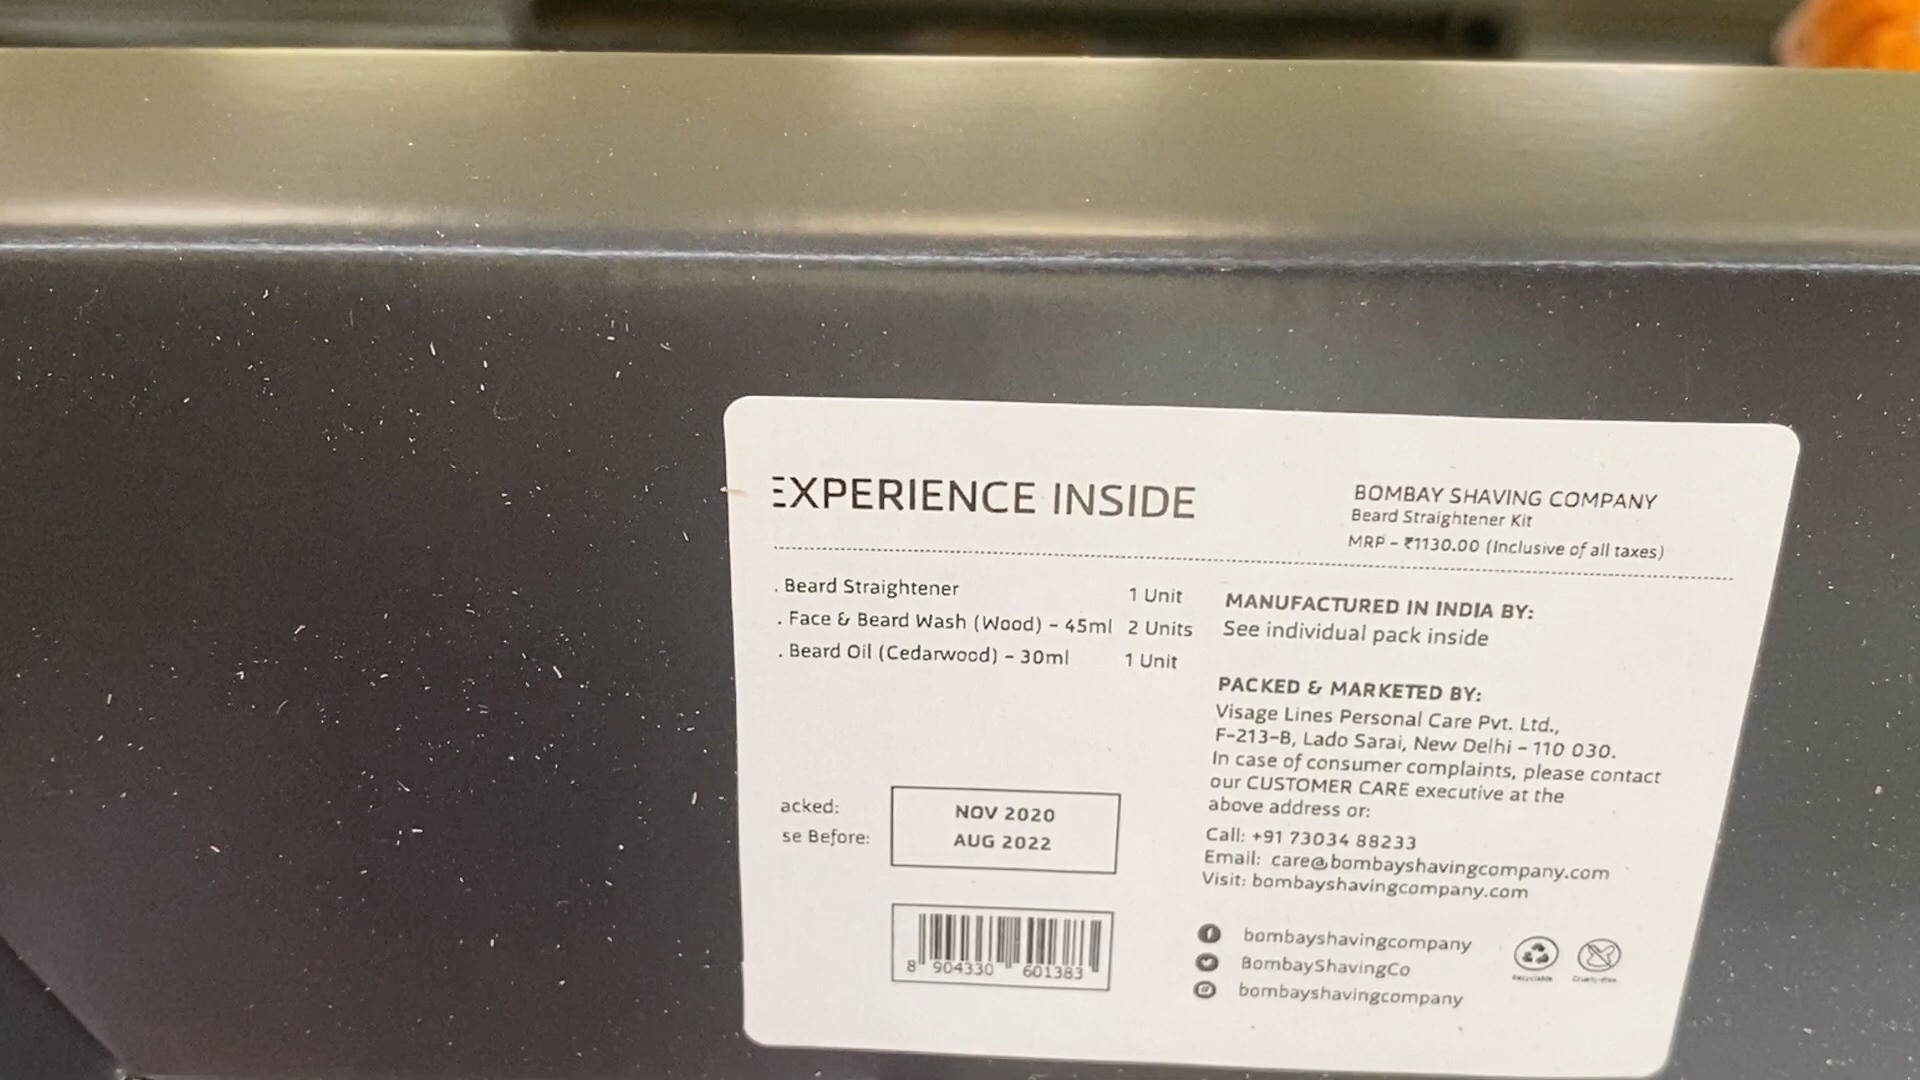 EXPERIENCE INSIDE
BOMBAY SHAVING COMPANY
Beard Straightener Kit
MRP - ₹1130.00 (Inclusive of all taxes)
. Beard Straightener 1 Unit
. Face & Beard Wash (Wood) - 45ml 2 Units
. Beard Oil (Cedarwood) - 30ml 1 Unit
MANUFACTURED IN INDIA BY:
See individual pack inside
PACKED & MARKETED BY:
Visage Lines Personal Care Pvt. Ltd.,
F-213-B, Lado Sarai, New Delhi - 110 030.
In case of consumer complaints, please contact
our CUSTOMER CARE executive at the
above address or:
Call: +91 73034 88233
Email: care@bombayshavingcompany.com
Visit: bombayshavingcompany.com
acked: NOV 2020
se Before: AUG 2022
8 904330 601383
bombayshavingcompany
BombayShavingCo
bombayshavingcompany
Recyclable
Cruelty-free